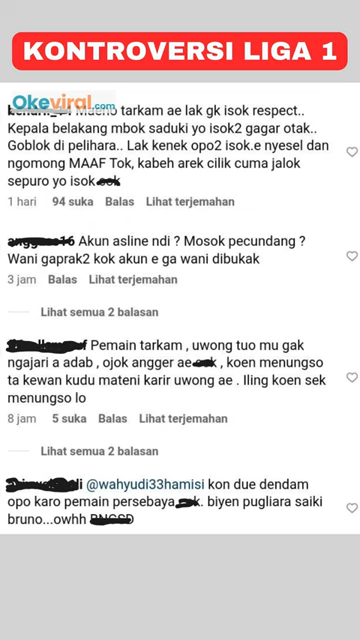 KONTROVERSI LIGA 1
Okeviral.com
tarkam ae lak gk isok respect..
Kepala belakang mbok saduki yo isok2 gagar otak..
Goblok di pelihara.. Lak kenek opo2 isok.e nyesel dan
ngomong MAAF Tok, kabeh arek cilik cuma jalok
sepuro yo isok
1 hari 94 suka Balas Lihat terjemahan
Akun asline ndi ? Mosok pecundang ?
Wani gaprak2 kok akun e ga wani dibukak
3 jam Balas Lihat terjemahan
Lihat semua 2 balasan
Pemain tarkam , uwong tuo mu gak
ngajari a adab , ojok angger ae , koen menungso
ta kewan kudu mateni karir uwong ae . Iling koen sek
menungso lo
8 jam 5 suka Balas Lihat terjemahan
Lihat semua 2 balasan
@wahyudi33hamisi kon due dendam
opo karo pemain persebaya . biyen pugliara saiki
bruno...owhh